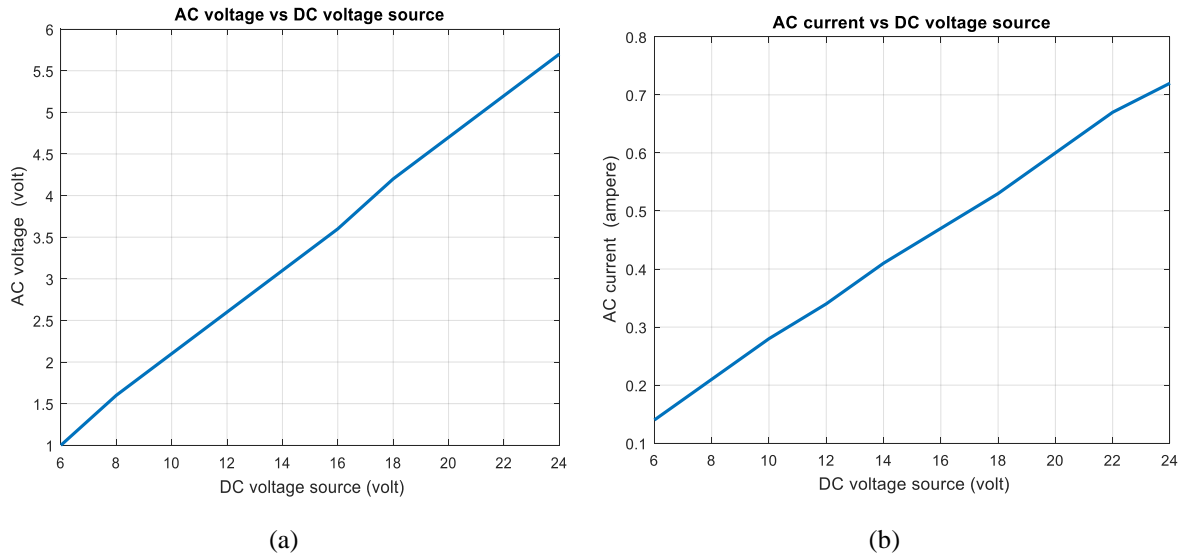 AC voltage vs DC voltage source
6
5.5
5
4.5
4
3.5
3
2.5
2
1.5
1
AC voltage (volt)
6 8 10 12 14 16 18 20 22 24
DC voltage source (volt)
(a)
AC current vs DC voltage source
0.8
0.7
0.6
0.5
0.4
0.3
0.2
0.1
AC current (ampere)
6 8 10 12 14 16 18 20 22 24
DC voltage source (volt)
(b)